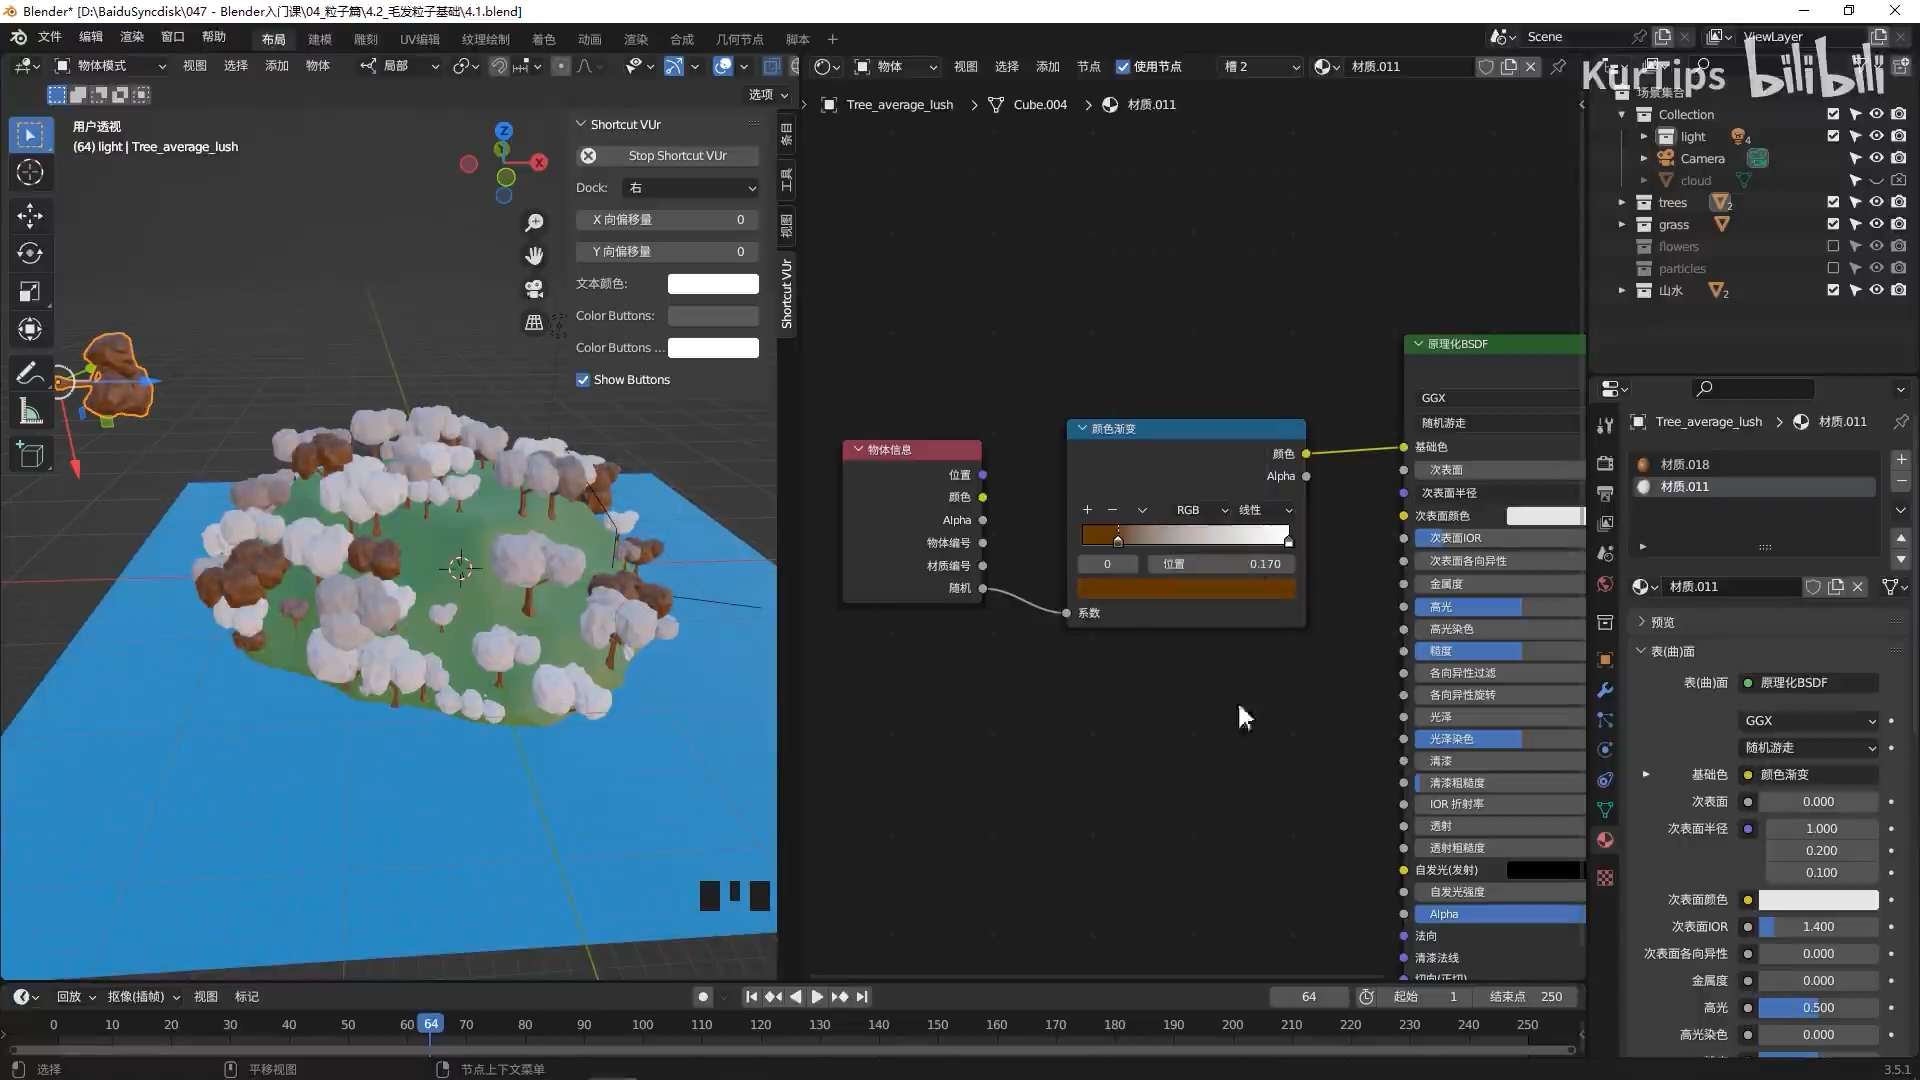 Blender* [D:\BaiduSyncdisk\047 - Blender入门课\04_粒子篇\4.2_毛发粒子基础\4.1.blend]
文件 编辑 渲染 窗口 帮助 布局 建模 雕刻 UV编辑 纹理绘制 着色 动画 渲染 合成 几何节点 脚本 + Scene ViewLayer
物体模式 视图 选择 添加 物体 局部 物体 视图 选择 添加 节点 使用节点 槽 2 材质.011
KurTips bilibili
选项
Tree_average_lush > Cube.004 > 材质.011
用户透视
(64) light | Tree_average_lush
Shortcut VUr
Stop Shortcut VUr
Dock: 右
X 向偏移量 0
Y 向偏移量 0
文本颜色:
Color Buttons:
Color Buttons ...
Show Buttons
条目
工具
视图
Shortcut VUr
物体信息
位置
颜色
Alpha
物体编号
材质编号
随机
颜色渐变
颜色
Alpha
RGB 线性
0 位置 0.170
系数
原理化BSDF
GGX
随机游走
基础色
次表面
次表面半径
次表面颜色
次表面IOR
次表面各向异性
金属度
高光
高光染色
糙度
各向异性过滤
各向异性旋转
光泽
光泽染色
清漆
清漆粗糙度
IOR 折射率
透射
透射粗糙度
自发光(发射)
自发光强度
Alpha
法向
清漆法线
切向(正切)
场景集合
Collection
light 4
Camera
cloud
trees 2
grass
flowers
particles
山水 2
Tree_average_lush > 材质.011
材质.018
材质.011
材质.011
预览
表(曲)面
表(曲)面 原理化BSDF
GGX
随机游走
基础色 颜色渐变
次表面 0.000
次表面半径 1.000
0.200
0.100
次表面颜色
次表面IOR 1.400
次表面各向异性 0.000
金属度 0.000
高光 0.500
高光染色 0.000
回放 抠像(插帧) 视图 标记 64 起始 1 结束点 250
0 10 20 30 40 50 60 64 70 80 90 100 110 120 130 140 150 160 170 180 190 200 210 220 230 240 250
选择 平移视图 节点上下文菜单 3.5.1